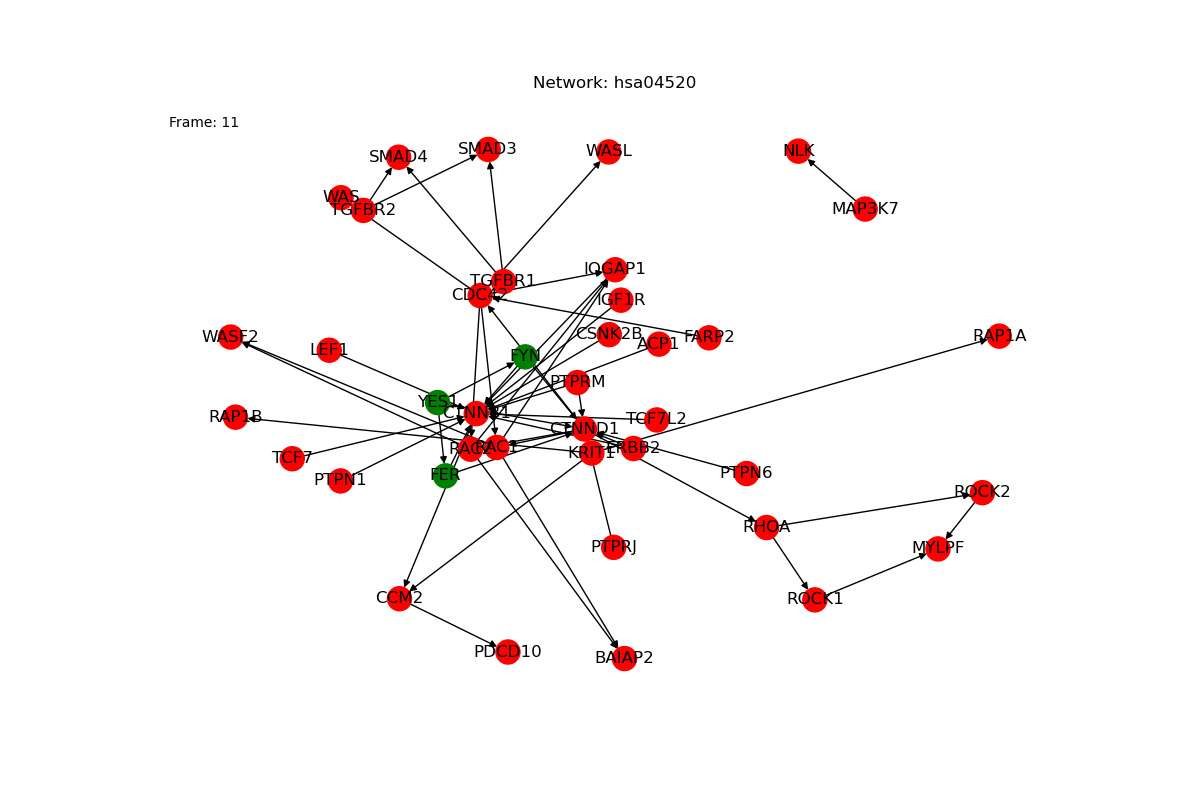 Network: hsa04520
Frame: 11
SMAD4
SMAD3
WASL
NLK
WAS
TGFBR2
MAP3K7
IQGAP1
TGFBR1
CDC42
IGF1R
WASF2
LEF1
FYN
CSNK2B
ACP1
FARP2
RAP1A
PTPRM
YES1
CTNNB1
RAP1B
CTNND1
TCF7L2
TCF7
RAC2
RAC1
KRIT1
ERBB2
PTPN1
FER
PTPN6
ROCK2
RHOA
PTPRJ
MYLPF
CCM2
ROCK1
PDCD10
BAIAP2